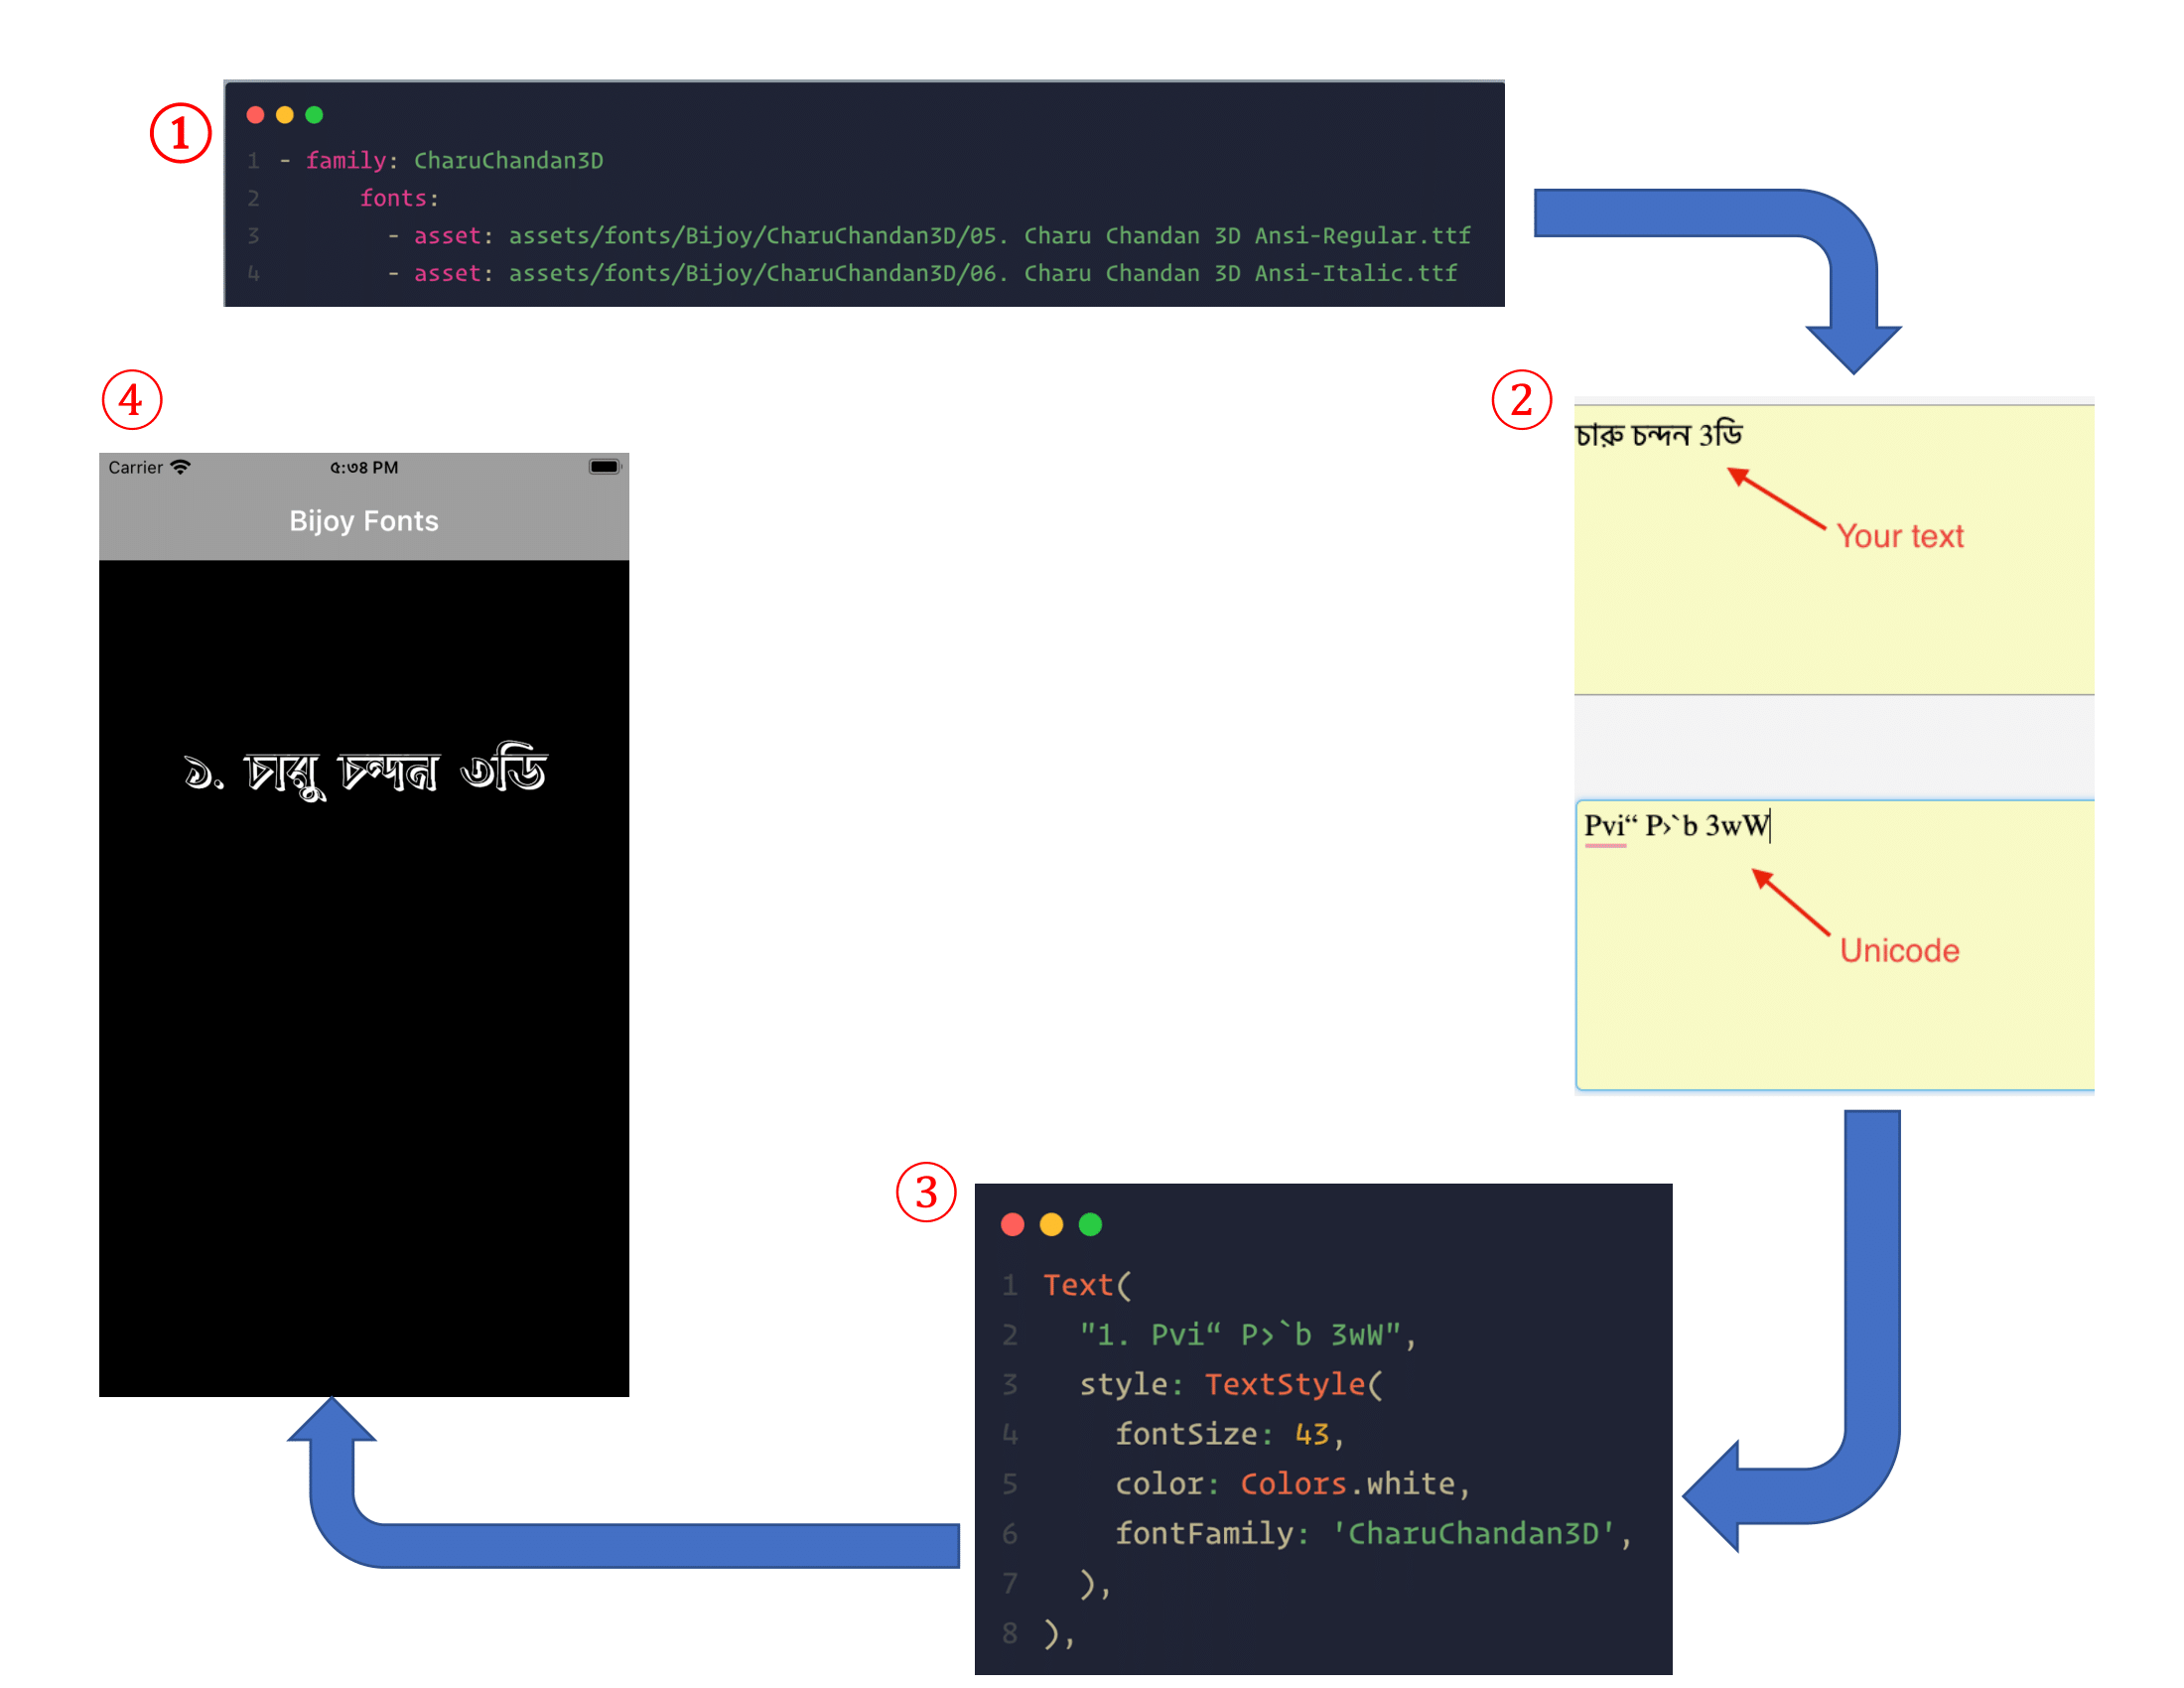 ①
1 - family: CharuChandan3D
2 fonts:
3 - asset: assets/fonts/Bijoy/CharuChandan3D/05. Charu Chandan 3D Ansi-Regular.ttf
4 - asset: assets/fonts/Bijoy/CharuChandan3D/06. Charu Chandan 3D Ansi-Italic.ttf
②
চারু চন্দন 3ডি
Your text
Pvi“ P›`b 3wW
Unicode
③
1 Text(
2 "1. Pvi“ P›`b 3wW",
3 style: TextStyle(
4 fontSize: 43,
5 color: Colors.white,
6 fontFamily: 'CharuChandan3D',
7 ),
8 ),
④
Carrier ৫:৩৪ PM
Bijoy Fonts
১. চারু চন্দন ৩ডি